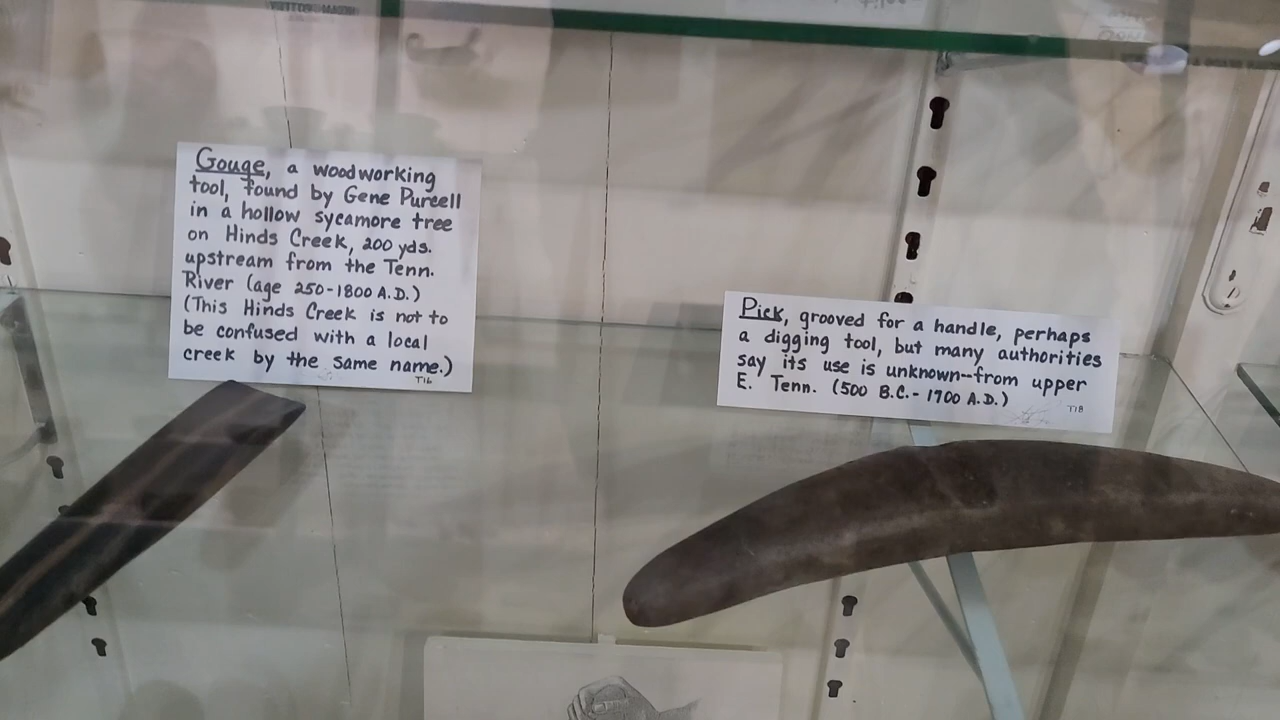 Gouge, a woodworking
tool, found by Gene Purcell
in a hollow sycamore tree
on Hinds Creek, 200 yds.
upstream from the Tenn.
River (age 250-1800 A.D.)
(This Hinds Creek is not to
be confused with a local
creek by the same name.)
T16
Pick, grooved for a handle, perhaps
a digging tool, but many authorities
say its use is unknown--from upper
E. Tenn. (500 B.C.- 1700 A.D.)
T18